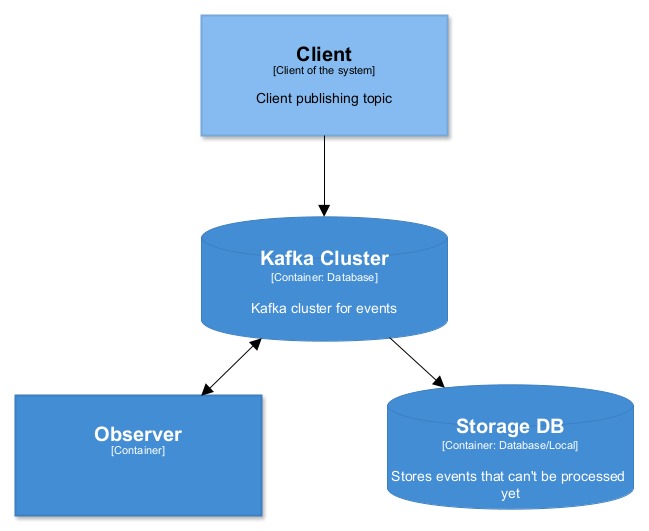 Client
[Client of the system]
Client publishing topic
Kafka Cluster
[Container: Database]
Kafka cluster for events
Observer
[Container]
Storage DB
[Container: Database/Local]
Stores events that can't be processed
yet